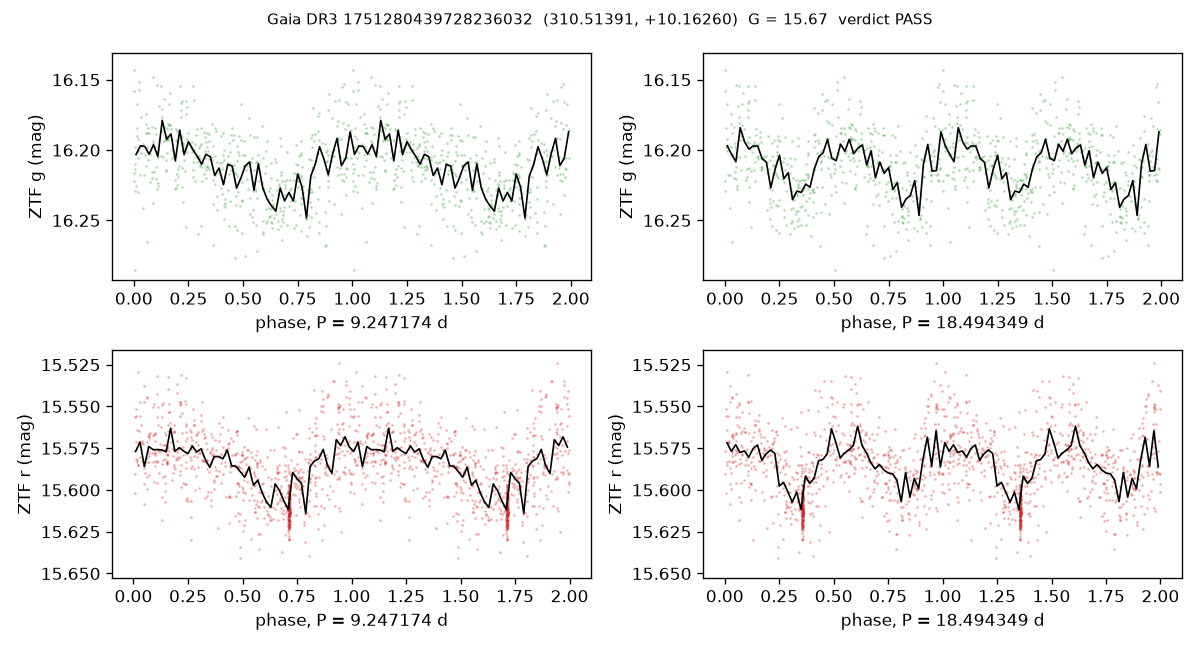 Gaia DR3 1751280439728236032 (310.51391, +10.16260) G = 15.67 verdict PASS
ZTF g (mag)
16.15
16.20
16.25
0.00 0.25 0.50 0.75 1.00 1.25 1.50 1.75 2.00
phase, P = 9.247174 d
ZTF g (mag)
16.15
16.20
16.25
0.00 0.25 0.50 0.75 1.00 1.25 1.50 1.75 2.00
phase, P = 18.494349 d
ZTF r (mag)
15.525
15.550
15.575
15.600
15.625
15.650
0.00 0.25 0.50 0.75 1.00 1.25 1.50 1.75 2.00
phase, P = 9.247174 d
ZTF r (mag)
15.525
15.550
15.575
15.600
15.625
15.650
0.00 0.25 0.50 0.75 1.00 1.25 1.50 1.75 2.00
phase, P = 18.494349 d